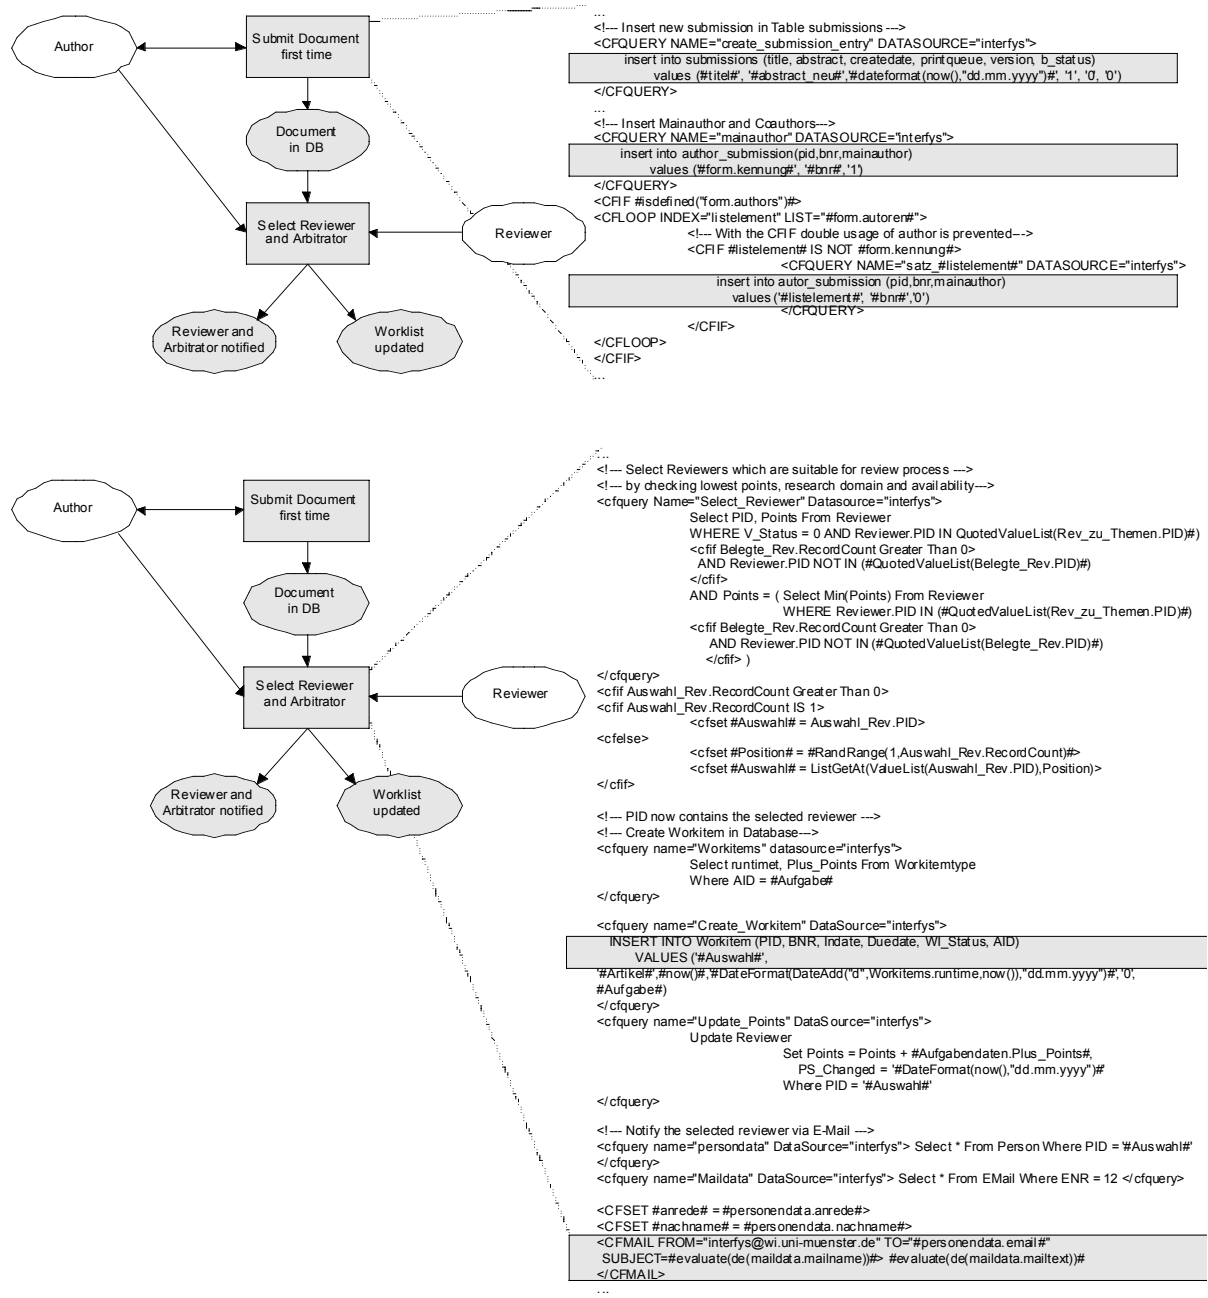 Author
Submit Document
first time
Document
in DB
Select Reviewer
and Arbitrator
Reviewer
Reviewer and
Arbitrator notified
Worklist
updated
...
<!--- Insert new submission in Table submissions --->
<CFQUERY NAME="create_submission_entry" DATASOURCE="interfys">
insert into submissions (title, abstract, createdate, printqueue, version, b_status)
values ('#titel#', '#abstract_neu#','#dateformat(now(),"dd.mm.yyyy")#', '1', '0', '0')
</CFQUERY>
...
<!--- Insert Mainauthor and Coauthors--->
<CFQUERY NAME="mainauthor" DATASOURCE="interfys">
insert into author_submission(pid,bnr,mainauthor)
values ('#form.kennung#', '#bnr#','1')
</CFQUERY>
<CFIF #isdefined("form.authors")#>
<CFLOOP INDEX="listelement" LIST="#form.autoren#">
<!--- With the CFIF double usage of author is prevented--->
<CFIF #listelement# IS NOT #form.kennung#>
<CFQUERY NAME="satz_#listelement#" DATASOURCE="interfys">
insert into autor_submission (pid,bnr,mainauthor)
values ('#listelement#', '#bnr#','0')
</CFQUERY>
</CFIF>
</CFLOOP>
</CFIF>
...
Author
Submit Document
first time
Document
in DB
Select Reviewer
and Arbitrator
Reviewer
Reviewer and
Arbitrator notified
Worklist
updated
...
<!--- Select Reviewers which are suitable for review process --->
<!--- by checking lowest points, research domain and availability--->
<cfquery Name="Select_Reviewer" Datasource="interfys">
Select PID, Points From Reviewer
WHERE V_Status = 0 AND Reviewer.PID IN QuotedValueList(Rev_zu_Themen.PID)#)
<cfif Belegte_Rev.RecordCount Greater Than 0>
AND Reviewer.PID NOT IN (#QuotedValueList(Belegte_Rev.PID)#)
</cfif>
AND Points = ( Select Min(Points) From Reviewer
WHERE Reviewer.PID IN (#QuotedValueList(Rev_zu_Themen.PID)#)
<cfif Belegte_Rev.RecordCount Greater Than 0>
AND Reviewer.PID NOT IN (#QuotedValueList(Belegte_Rev.PID)#)
</cfif> )
</cfquery>
<cfif Auswahl_Rev.RecordCount Greater Than 0>
<cfif Auswahl_Rev.RecordCount IS 1>
<cfset #Auswahl# = Auswahl_Rev.PID>
<cfelse>
<cfset #Position# = #RandRange(1,Auswahl_Rev.RecordCount)#>
<cfset #Auswahl# = ListGetAt(ValueList(Auswahl_Rev.PID),Position)>
</cfif>
<!--- PID now contains the selected reviewer --->
<!--- Create Workitem in Database--->
<cfquery name="Workitems" datasource="interfys">
Select runtimet, Plus_Points From Workitemtype
Where AID = #Aufgabe#
</cfquery>
<cfquery name="Create_Workitem" DataSource="interfys">
INSERT INTO Workitem (PID, BNR, Indate, Duedate, WI_Status, AID)
VALUES ('#Auswahl#',
'#Artikel#',#now()#,'#DateFormat(DateAdd("d",Workitems.runtime,now()),"dd.mm.yyyy")#','0',
#Aufgabe#)
</cfquery>
<cfquery name="Update_Points" DataSource="interfys">
Update Reviewer
Set Points = Points + #Aufgabendaten.Plus_Points#,
PS_Changed = '#DateFormat(now(),"dd.mm.yyyy")#'
Where PID = '#Auswahl#'
</cfquery>
<!--- Notify the selected reviewer via E-Mail --->
<cfquery name="persondata" DataSource="interfys"> Select * From Person Where PID = '#Auswahl#'
</cfquery>
<cfquery name="Maildata" DataSource="interfys"> Select * From EMail Where ENR = 12 </cfquery>
<CFSET #anrede# = #personendata.anrede#>
<CFSET #nachname# = #personendata.nachname#>
<CFMAIL FROM="interfys@wi.uni-muenster.de" TO="#personendata.email#"
SUBJECT=#evaluate(de(maildata.mailname))#> #evaluate(de(maildata.mailtext))#
</CFMAIL>
...